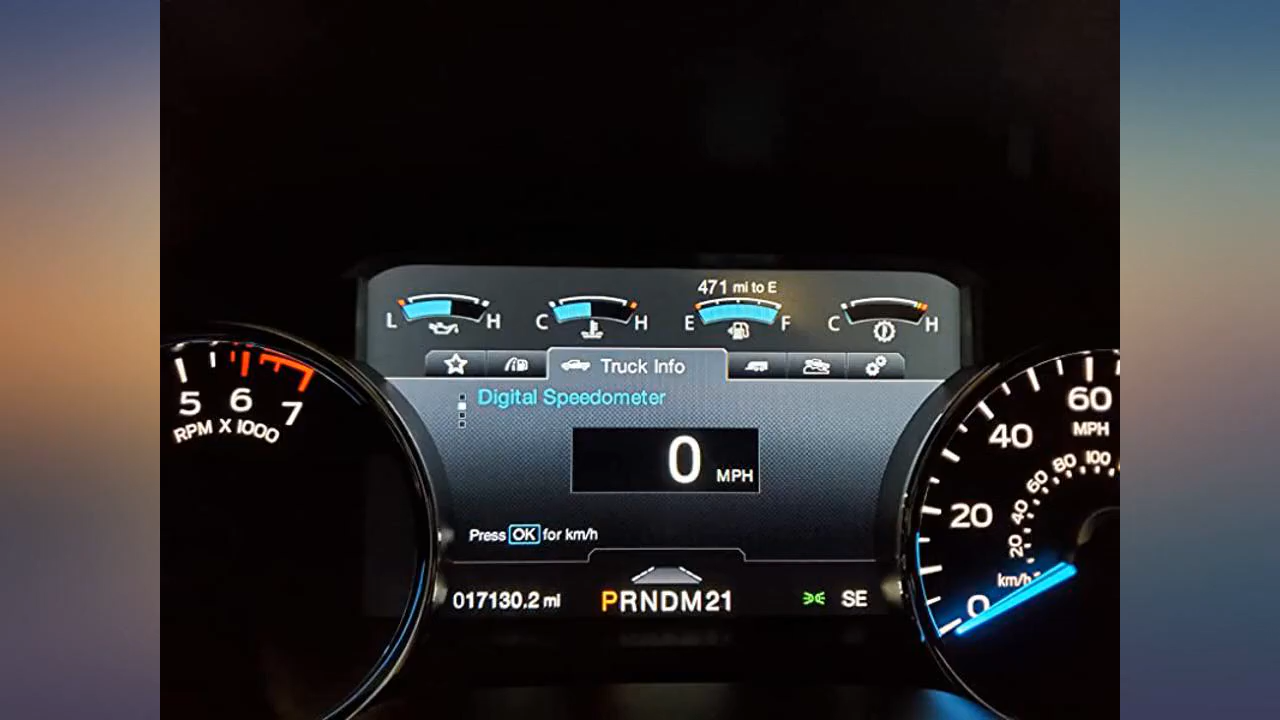 471 mi to E
L H C H E F C H
Truck Info
Digital Speedometer
0 MPH
Press OK for km/h
017130.2 mi PRNDM21 SE
5 6 7
RPM X 1000
0 20 40 60
MPH
20 40 60 80 100
km/h